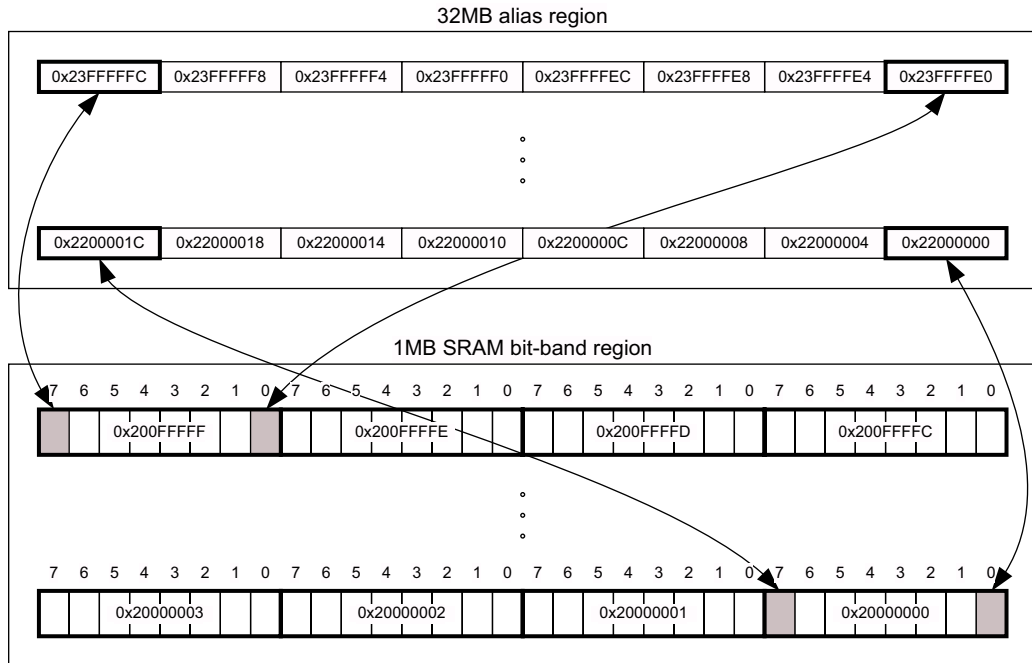 32MB alias region
0x23FFFFFC 0x23FFFFF8 0x23FFFFF4 0x23FFFFF0 0x23FFFFEC 0x23FFFFE8 0x23FFFFE4 0x23FFFFE0
0x2200001C 0x22000018 0x22000014 0x22000010 0x2200000C 0x22000008 0x22000004 0x22000000
1MB SRAM bit-band region
7 6 5 4 3 2 1 0 7 6 5 4 3 2 1 0 7 6 5 4 3 2 1 0 7 6 5 4 3 2 1 0
0x200FFFFF 0x200FFFFE 0x200FFFFD 0x200FFFFC
7 6 5 4 3 2 1 0 7 6 5 4 3 2 1 0 7 6 5 4 3 2 1 0 7 6 5 4 3 2 1 0
0x20000003 0x20000002 0x20000001 0x20000000